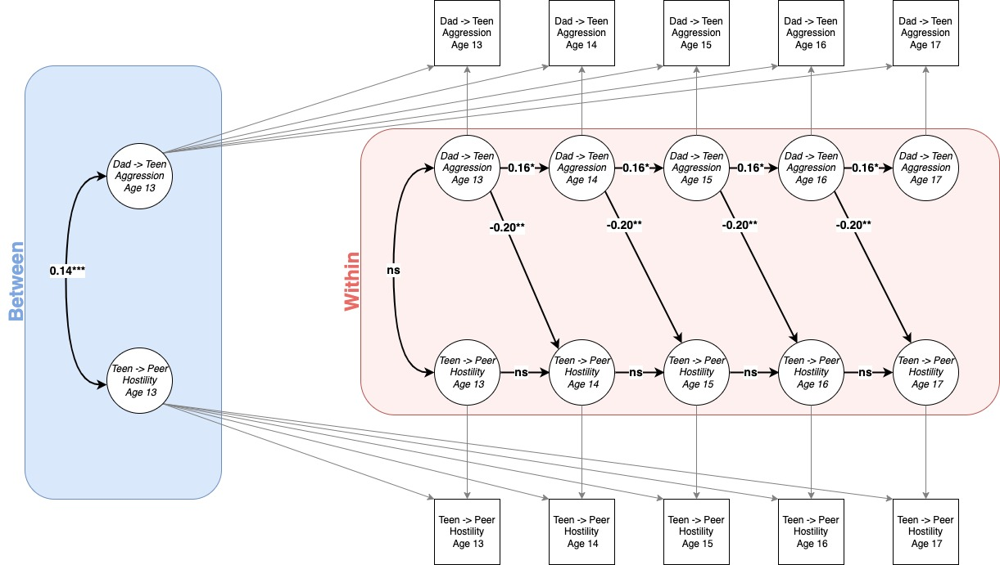 Dad -> Teen
Aggression
Age 13
Dad -> Teen
Aggression
Age 14
Dad -> Teen
Aggression
Age 15
Dad -> Teen
Aggression
Age 16
Dad -> Teen
Aggression
Age 17
Between
Dad -> Teen
Aggression
Age 13
0.14***
Teen -> Peer
Hostility
Age 13
Within
Dad -> Teen
Aggression
Age 13
0.16*
Dad -> Teen
Aggression
Age 14
0.16*
Dad -> Teen
Aggression
Age 15
0.16*
Dad -> Teen
Aggression
Age 16
0.16*
Dad -> Teen
Aggression
Age 17
-0.20**
-0.20**
-0.20**
-0.20**
ns
Teen -> Peer
Hostility
Age 13
ns
Teen -> Peer
Hostility
Age 14
ns
Teen -> Peer
Hostility
Age 15
ns
Teen -> Peer
Hostility
Age 16
ns
Teen -> Peer
Hostility
Age 17
Teen -> Peer
Hostility
Age 13
Teen -> Peer
Hostility
Age 14
Teen -> Peer
Hostility
Age 15
Teen -> Peer
Hostility
Age 16
Teen -> Peer
Hostility
Age 17